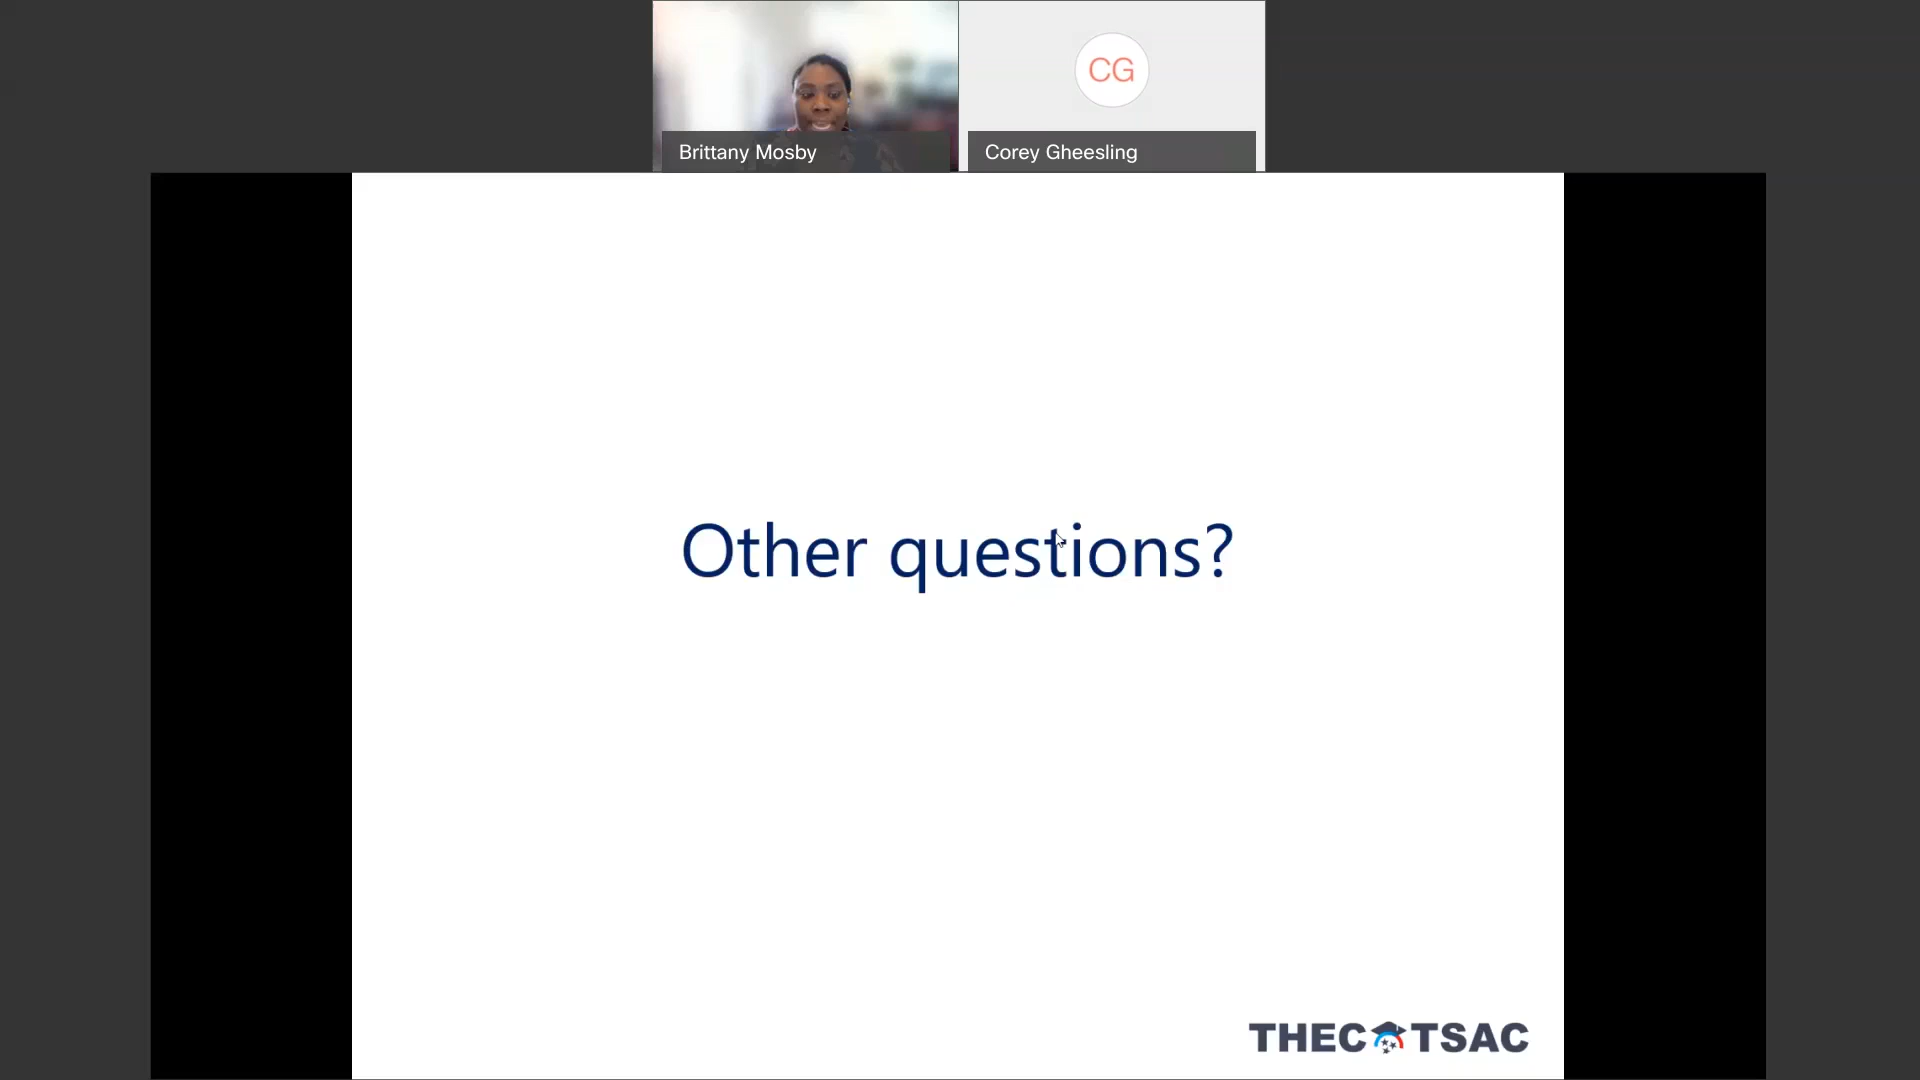 CG
Brittany Mosby
Corey Gheesling
Other questions?
THEC TSAC